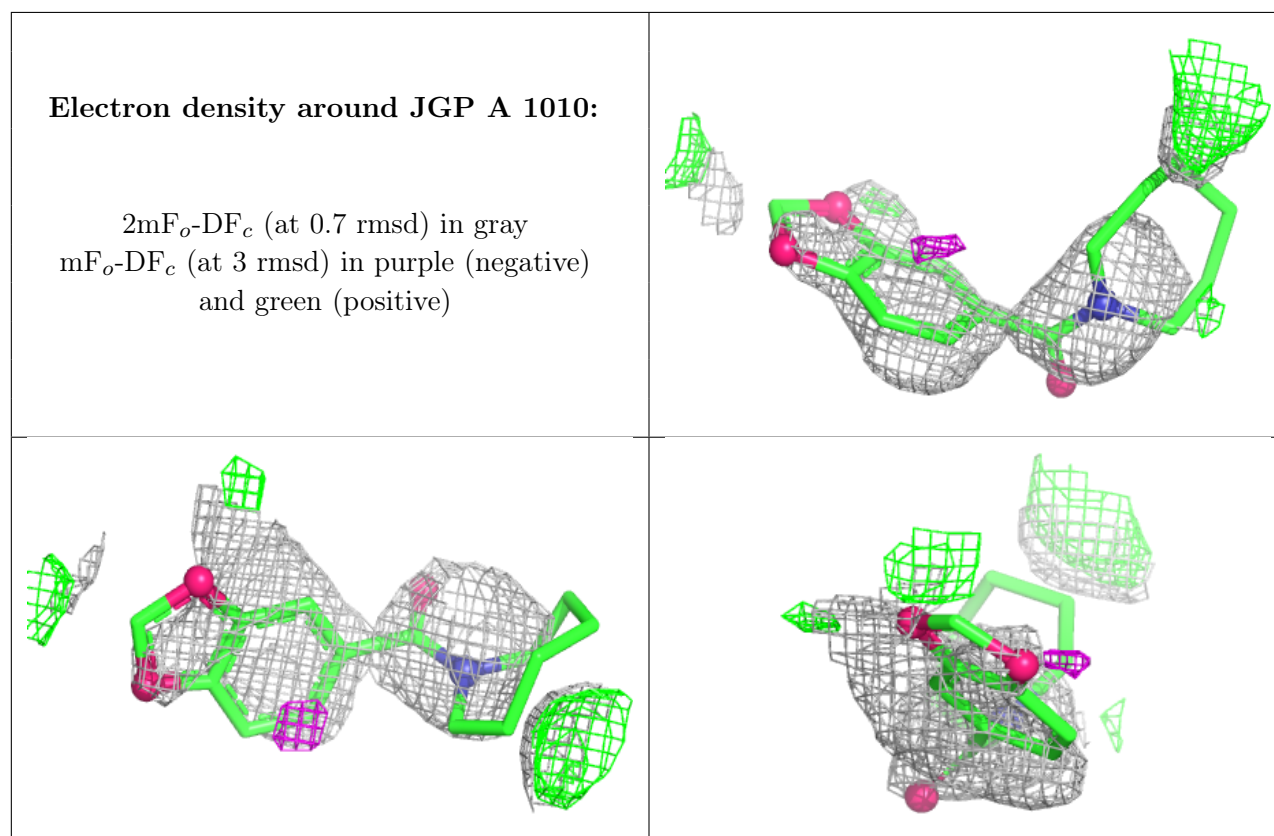 Electron density around JGP A 1010:
2mFo-DFc (at 0.7 rmsd) in gray
mFo-DFc (at 3 rmsd) in purple (negative)
and green (positive)